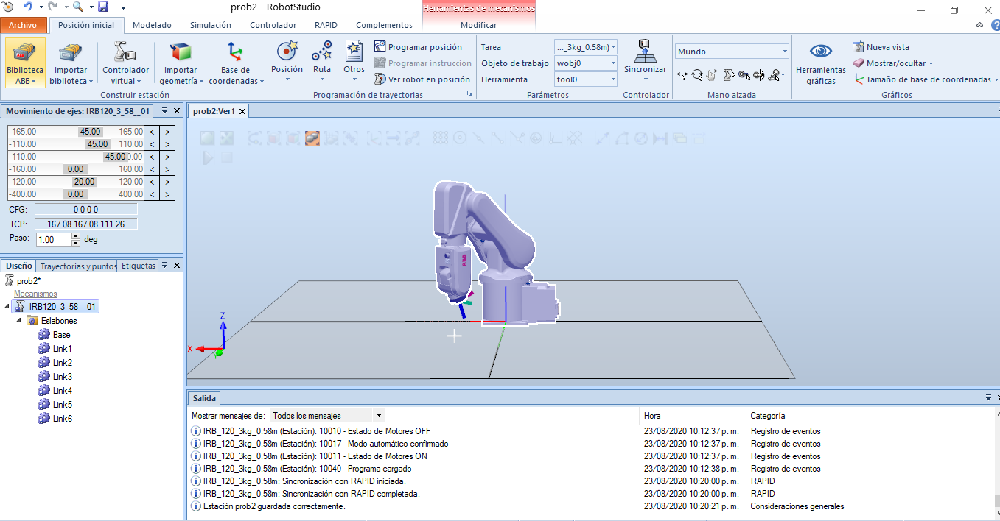 prob2 - RobotStudio
Herramientas de mecanismos
Archivo Posición inicial Modelado Simulación Controlador RAPID Complementos Modificar
Biblioteca ABB
Importar biblioteca
Controlador virtual
Importar geometría
Base de coordenadas
Construir estación
Posición
Ruta
Otros
Programar posición
Programar instrucción
Ver robot en posición
Programación de trayectorias
Tarea ..._3kg_0.58m)
Objeto de trabajo wobj0
Herramienta tool0
Parámetros
Sincronizar
Controlador
Mundo
Mano alzada
Herramientas gráficas
Nueva vista
Mostrar/ocultar
Tamaño de base de coordenadas
Gráficos
Movimiento de ejes: IRB120_3_58__01
-165.00 45.00 165.00 < >
-110.00 45.00 110.00 < >
-110.00 45.00 0.00 < >
-160.00 0.00 160.00 < >
-120.00 20.00 120.00 < >
-400.00 0.00 400.00 < >
CFG: 0 0 0 0
TCP: 167.08 167.08 111.26
Paso: 1.00 deg
Diseño Trayectorias y puntos Etiquetas
prob2*
Mecanismos
IRB120_3_58__01
Eslabones
Base
Link1
Link2
Link3
Link4
Link5
Link6
prob2:Ver1
ABB
Z
X
Y
Salida
Mostrar mensajes de: Todos los mensajes Hora Categoría
IRB_120_3kg_0.58m (Estación): 10010 - Estado de Motores OFF 23/08/2020 10:12:37 p. m. Registro de eventos
IRB_120_3kg_0.58m (Estación): 10017 - Modo automático confirmado 23/08/2020 10:12:37 p. m. Registro de eventos
IRB_120_3kg_0.58m (Estación): 10011 - Estado de Motores ON 23/08/2020 10:12:37 p. m. Registro de eventos
IRB_120_3kg_0.58m (Estación): 10040 - Programa cargado 23/08/2020 10:12:38 p. m. Registro de eventos
IRB_120_3kg_0.58m: Sincronización con RAPID iniciada. 23/08/2020 10:20:00 p. m. RAPID
IRB_120_3kg_0.58m: Sincronización con RAPID completada. 23/08/2020 10:20:00 p. m. RAPID
Estación prob2 guardada correctamente. 23/08/2020 10:20:21 p. m. Consideraciones generales